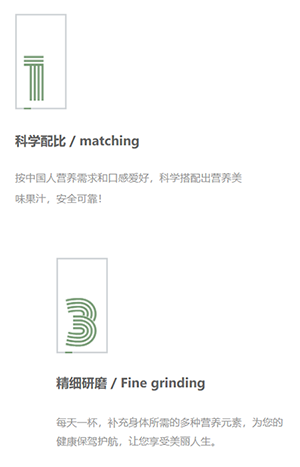 1
科学配比 / matching
按中国人营养需求和口感爱好，科学搭配出营养美
味果汁，安全可靠！
3
精细研磨 / Fine grinding
每天一杯，补充身体所需的多种营养元素，为您的
健康保驾护航，让您享受美丽人生。